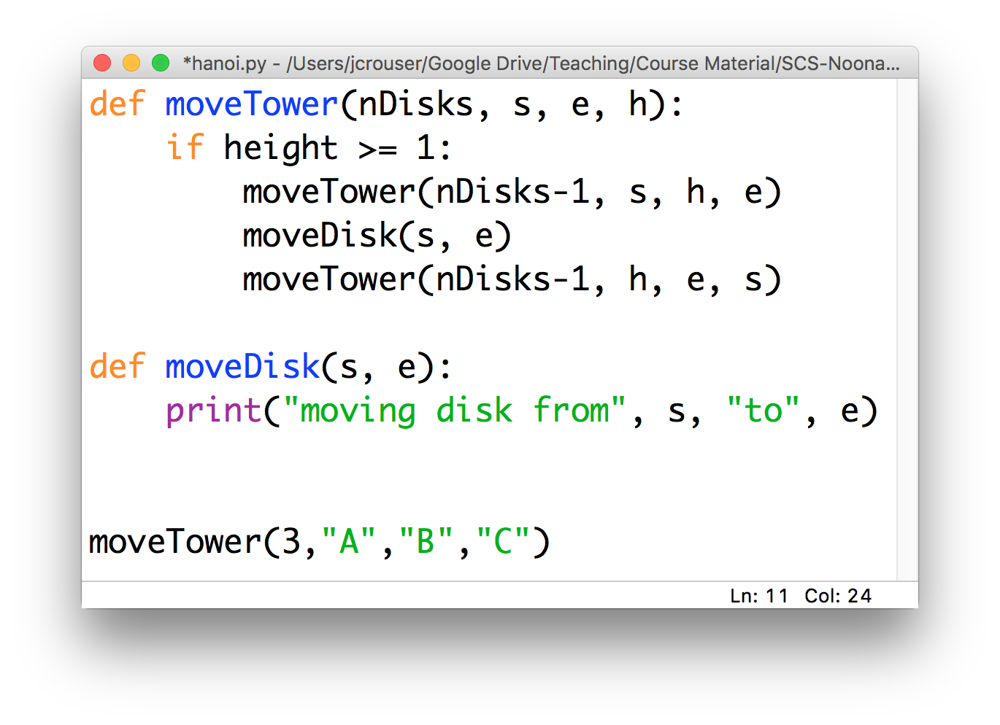 *hanoi.py - /Users/jcrouser/Google Drive/Teaching/Course Material/SCS-Noona...
def moveTower(nDisks, s, e, h):
    if height >= 1:
        moveTower(nDisks-1, s, h, e)
        moveDisk(s, e)
        moveTower(nDisks-1, h, e, s)
def moveDisk(s, e):
    print("moving disk from", s, "to", e)
moveTower(3,"A","B","C")
Ln: 11 Col: 24